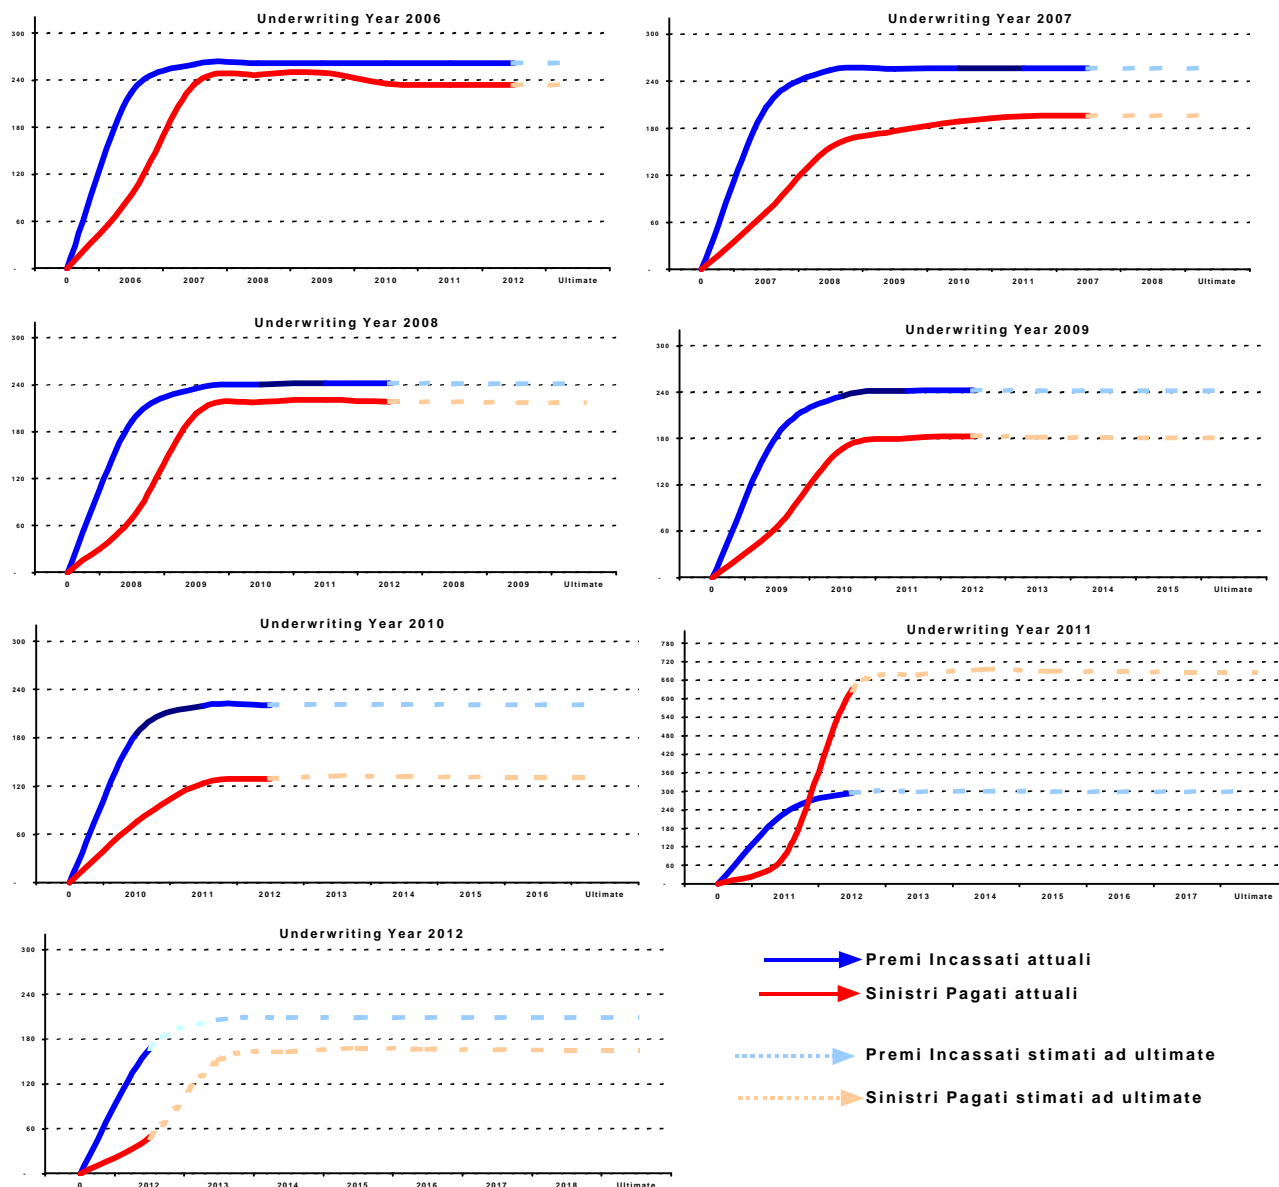 Underwriting Year 2006
300
240
180
120
60
-
0 2006 2007 2008 2009 2010 2011 2012 Ultimate
Underwriting Year 2007
300
240
180
120
60
-
0 2007 2008 2009 2010 2011 2007 2008 Ultimate
Underwriting Year 2008
300
240
180
120
60
-
0 2008 2009 2010 2011 2012 2008 2009 Ultimate
Underwriting Year 2009
300
240
180
120
60
-
0 2009 2010 2011 2012 2013 2014 2015 Ultimate
Underwriting Year 2010
300
240
180
120
60
-
0 2010 2011 2012 2013 2014 2015 2016 Ultimate
Underwriting Year 2011
780
720
660
600
540
480
420
360
300
240
180
120
60
-
0 2011 2012 2013 2014 2015 2016 2017 Ultimate
Underwriting Year 2012
300
240
180
120
60
-
0 2012 2013 2014 2015 2016 2017 2018 Ultimate
Premi Incassati attuali
Sinistri Pagati attuali
Premi Incassati stimati ad ultimate
Sinistri Pagati stimati ad ultimate